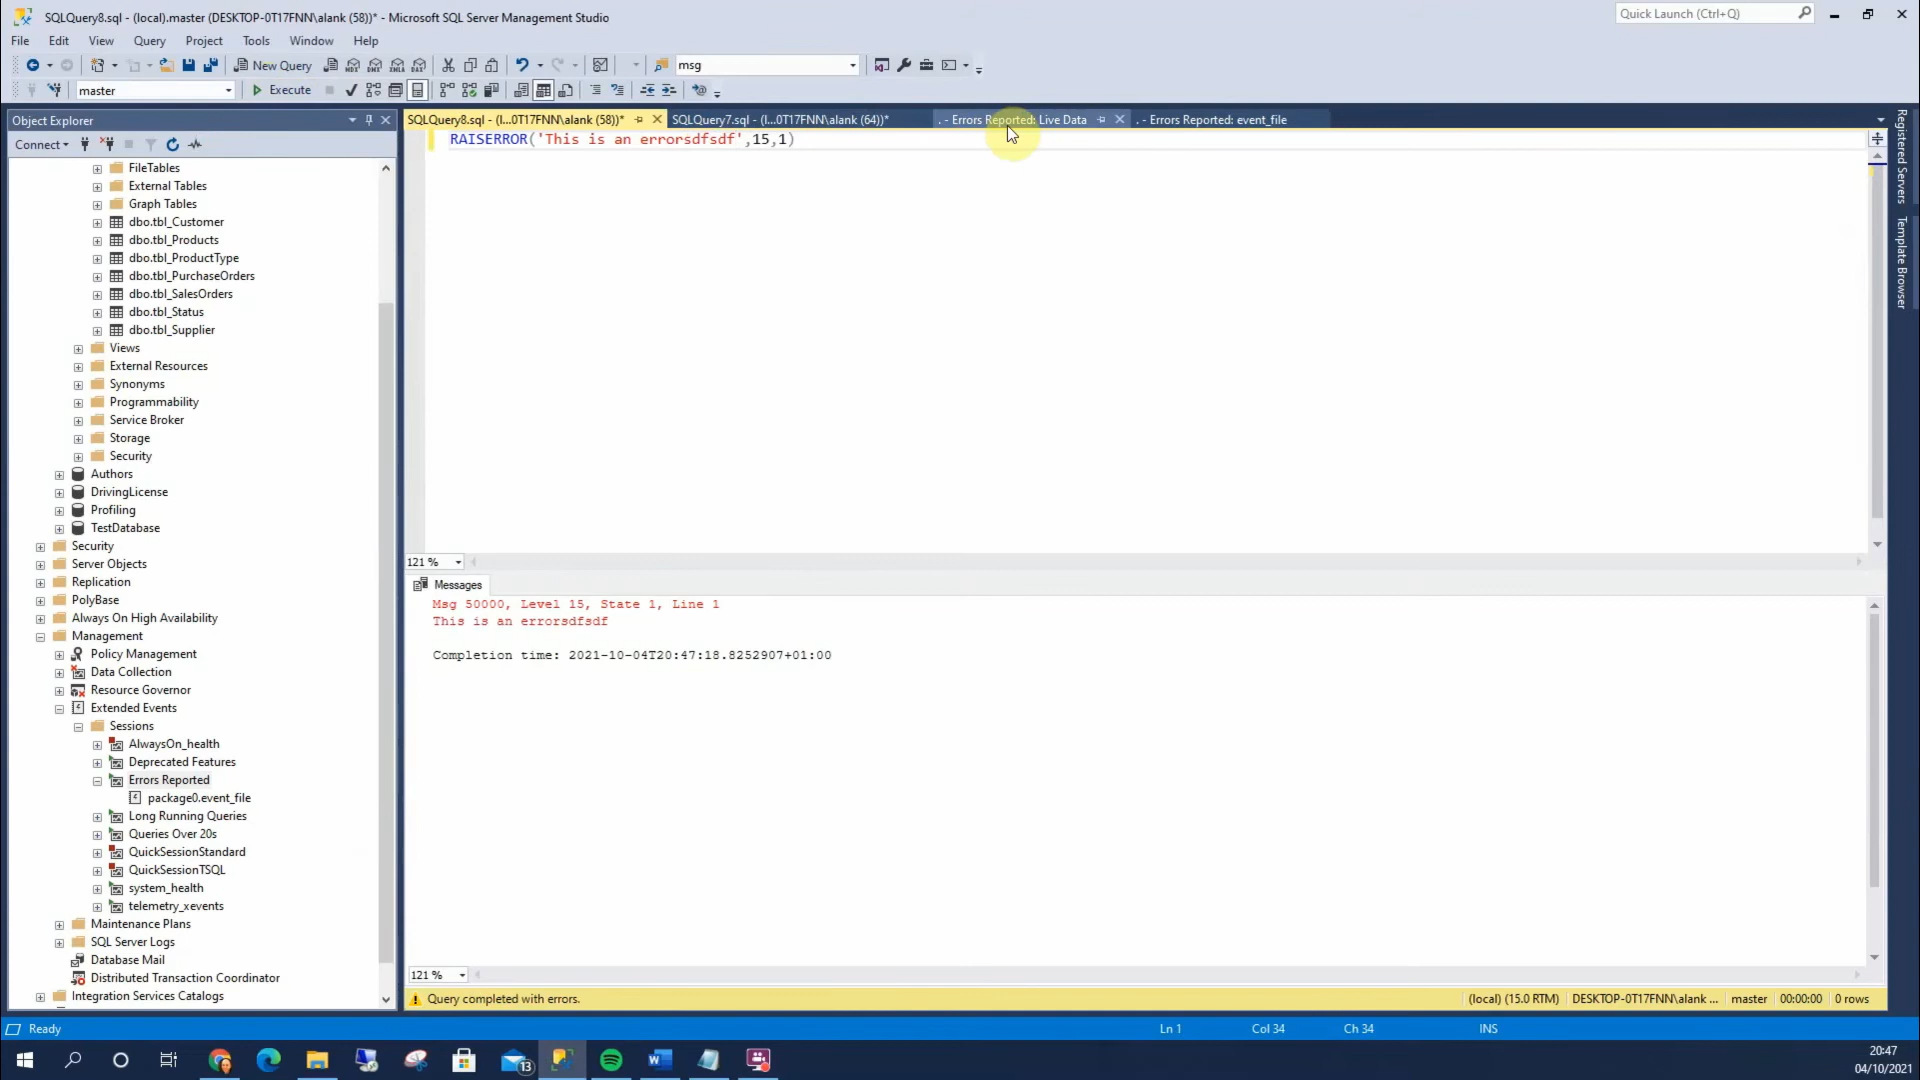 SQLQuery8.sql - (local).master (DESKTOP-0T17FNN\alank (58))* - Microsoft SQL Server Management Studio
Quick Launch (Ctrl+Q)
File Edit View Query Project Tools Window Help
New Query
msg
master
Execute
Object Explorer
SQLQuery8.sql - (l...0T17FNN\alank (58))*
SQLQuery7.sql - (l...0T17FNN\alank (64))*
. - Errors Reported: Live Data
. - Errors Reported: event_file
Connect
RAISERROR('This is an errorsdfsdf',15,1)
Registered Servers
Template Browser
FileTables
External Tables
Graph Tables
dbo.tbl_Customer
dbo.tbl_Products
dbo.tbl_ProductType
dbo.tbl_PurchaseOrders
dbo.tbl_SalesOrders
dbo.tbl_Status
dbo.tbl_Supplier
Views
External Resources
Synonyms
Programmability
Service Broker
Storage
Security
Authors
DrivingLicense
Profiling
TestDatabase
Security
Server Objects
Replication
PolyBase
Always On High Availability
Management
Policy Management
Data Collection
Resource Governor
Extended Events
Sessions
AlwaysOn_health
Deprecated Features
Errors Reported
package0.event_file
Long Running Queries
Queries Over 20s
QuickSessionStandard
QuickSessionTSQL
system_health
telemetry_xevents
Maintenance Plans
SQL Server Logs
Database Mail
Distributed Transaction Coordinator
Integration Services Catalogs
121 %
Messages
Msg 50000, Level 15, State 1, Line 1
This is an errorsdfsdf
Completion time: 2021-10-04T20:47:18.8252907+01:00
121 %
Query completed with errors.
(local) (15.0 RTM)
DESKTOP-0T17FNN\alank ...
master
00:00:00
0 rows
Ready
Ln 1
Col 34
Ch 34
INS
13
20:47
04/10/2021